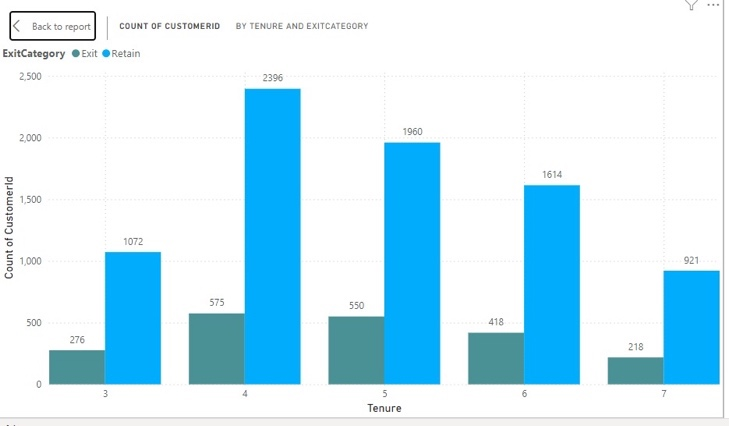 Back to report
COUNT OF CUSTOMERID BY TENURE AND EXITCATEGORY
ExitCategory Exit Retain
2,500
2,000
1,500
1,000
500
0
Count of CustomerId
276
1072
575
2396
550
1960
418
1614
218
921
3 4 5 6 7
Tenure